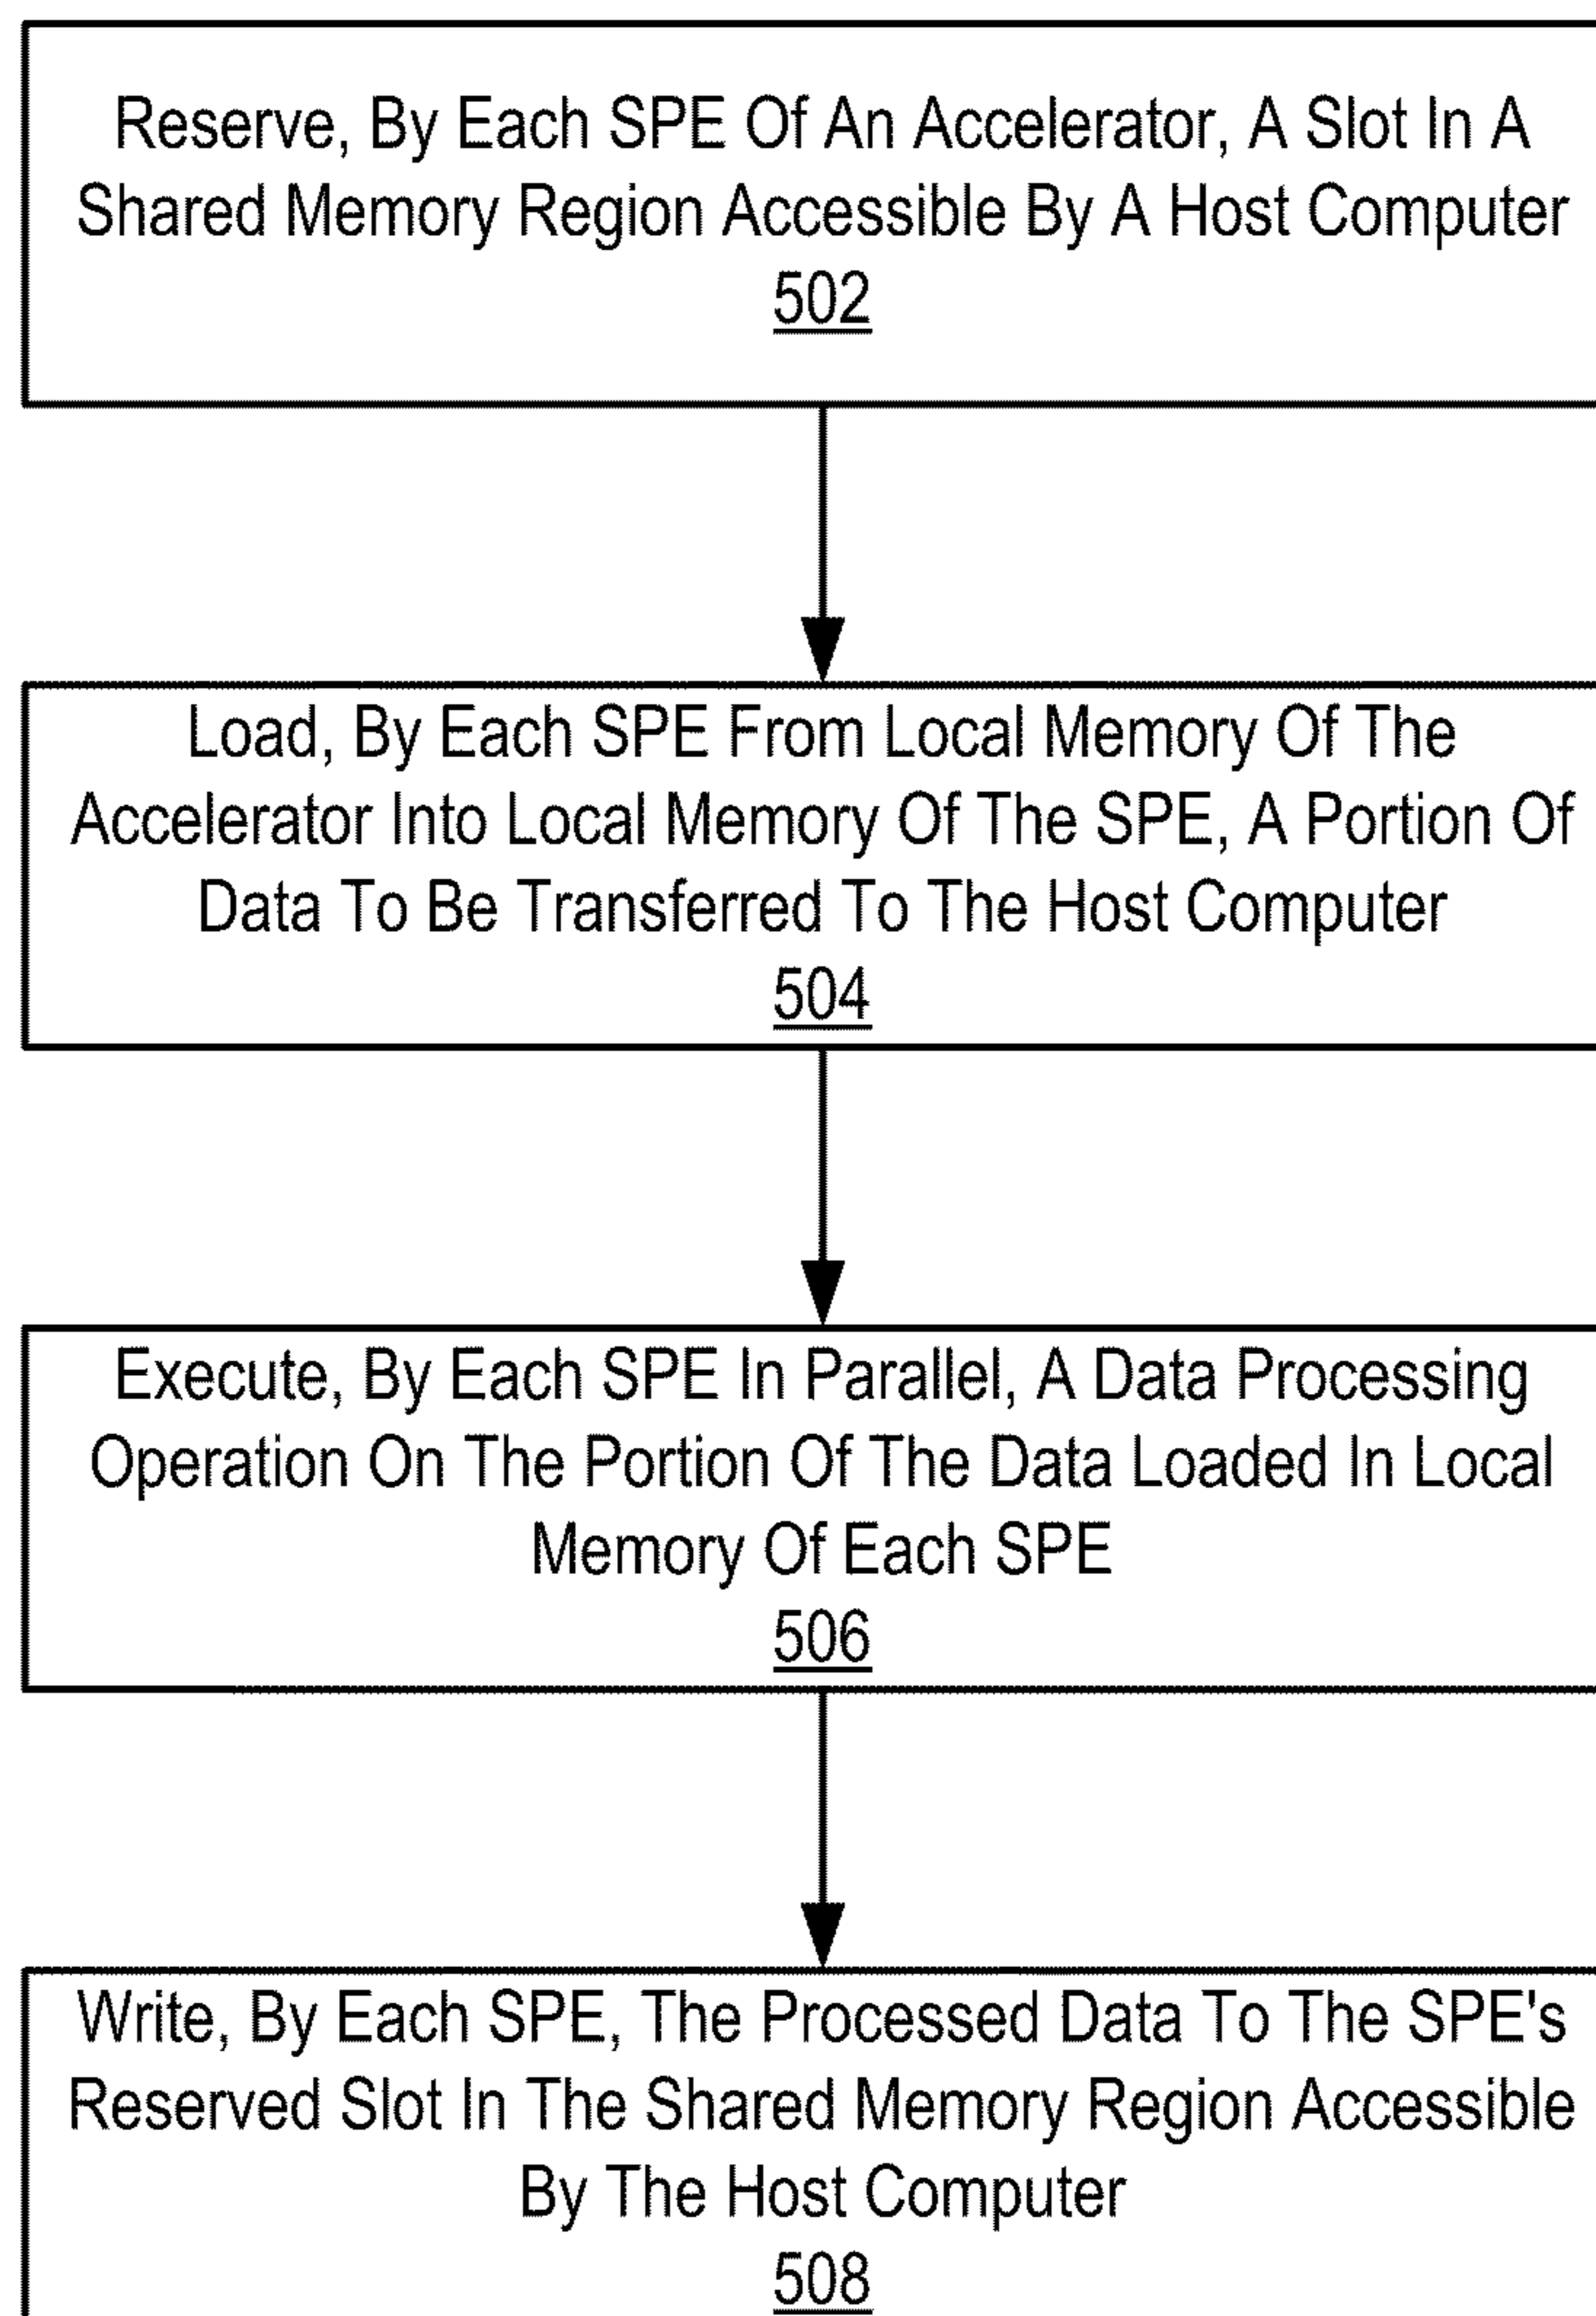 Reserve, By Each SPE Of An Accelerator, A Slot In A
Shared Memory Region Accessible By A Host Computer
502
Load, By Each SPE From Local Memory Of The
Accelerator Into Local Memory Of The SPE, A Portion Of
Data To Be Transferred To The Host Computer
504
Execute, By Each SPE In Parallel, A Data Processing
Operation On The Portion Of The Data Loaded In Local
Memory Of Each SPE
506
Write, By Each SPE, The Processed Data To The SPE's
Reserved Slot In The Shared Memory Region Accessible
By The Host Computer
508